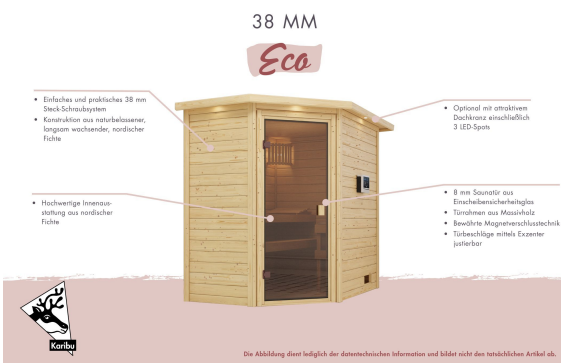 38 MM
Eco
• Einfaches und praktisches 38 mm
Steck-Schraubsystem
• Konstruktion aus naturbelassener,
langsam wachsender, nordischer
Fichte
• Optional mit attraktivem
Dachkranz einschließlich
3 LED-Spots
• Hochwertige Innenaus-
stattung aus nordischer
Fichte
• 8 mm Saunatür aus
Einscheibensicherheitsglas
• Türrahmen aus Massivholz
• Bewährte Magnetverschlusstechnik
• Türbeschläge mittels Exzenter
justierbar
Karibu
Die Abbildung dient lediglich der datentechnischen Information und bildet nicht den tatsächlichen Artikel ab.